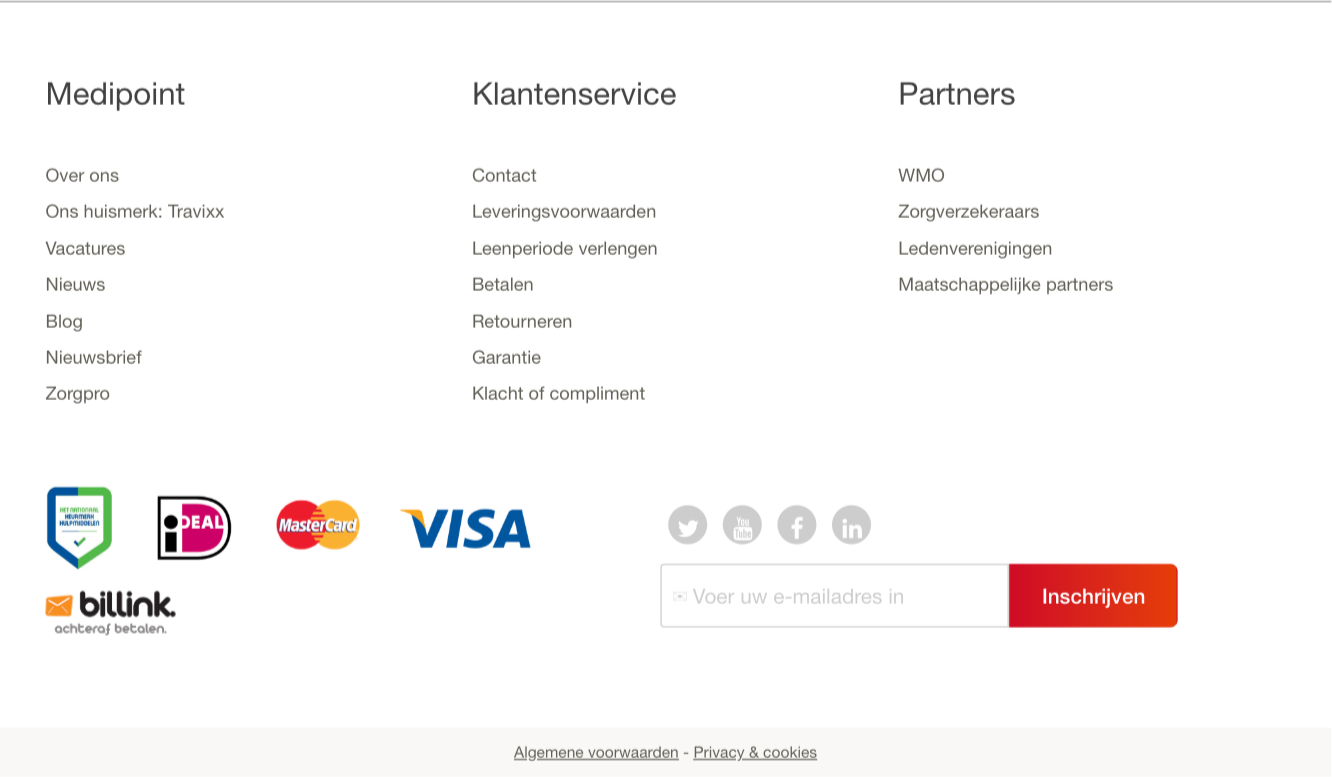 Medipoint
Over ons
Ons huismerk: Travixx
Vacatures
Nieuws
Blog
Nieuwsbrief
Zorgpro
Klantenservice
Contact
Leveringsvoorwaarden
Leenperiode verlengen
Betalen
Retourneren
Garantie
Klacht of compliment
Partners
WMO
Zorgverzekeraars
Ledenverenigingen
Maatschappelijke partners
HET NATIONAAL
KEURMERK
HULPMIDDELEN
iDEAL
MasterCard
VISA
billink.
achteraf betalen.
You
Tube
f
in
Voer uw e-mailadres in
Inschrijven
Algemene voorwaarden - Privacy & cookies